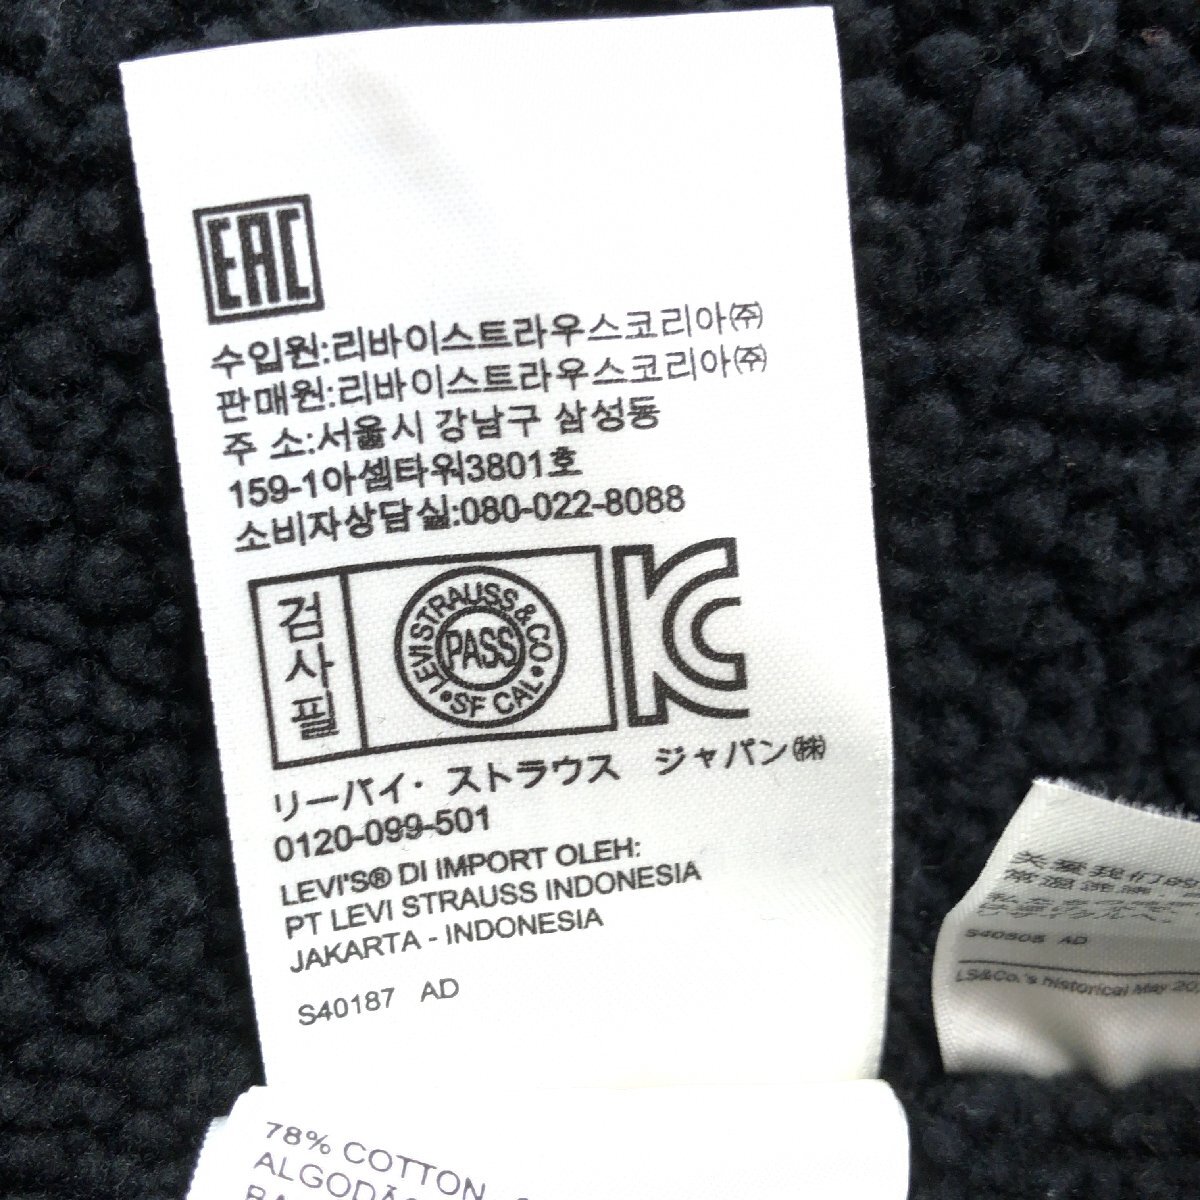 EAC
수입원:리바이스트라우스코리아㈜
판매원:리바이스트라우스코리아㈜
주 소:서울시 강남구 삼성동
159-1아셈타워3801호
소비자상담실:080-022-8088
검사필
LEVI STRAUSS & CO • SF CAL •
PASS
リーバイ・ストラウス ジャパン㈱
0120-099-501
LEVI'S® DI IMPORT OLEH:
PT LEVI STRAUSS INDONESIA
JAKARTA - INDONESIA
S40187 AD
78% COTTON
S40505 AD
LS&Co.'s historical May